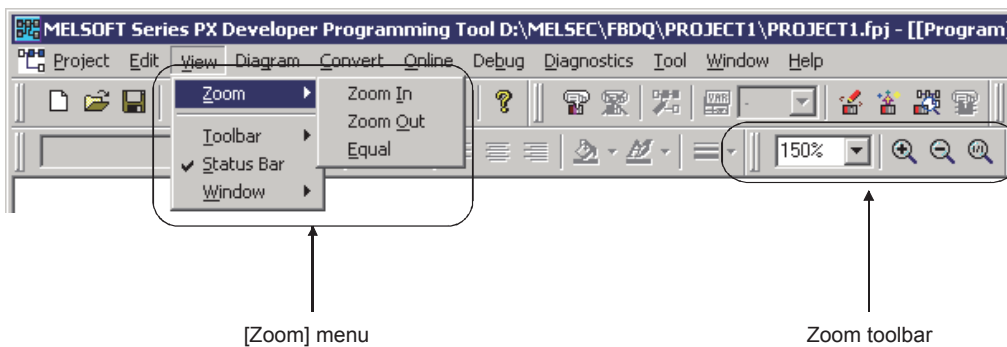 MELSOFT Series PX Developer Programming Tool D:\MELSEC\FBDQ\PROJECT1\PROJECT1.fpj - [[Program]
Project Edit View Diagram Convert Online Debug Diagnostics Tool Window Help
Zoom
Toolbar
Status Bar
Window
Zoom In
Zoom Out
Equal
VAR
-
150%
[Zoom] menu
Zoom toolbar